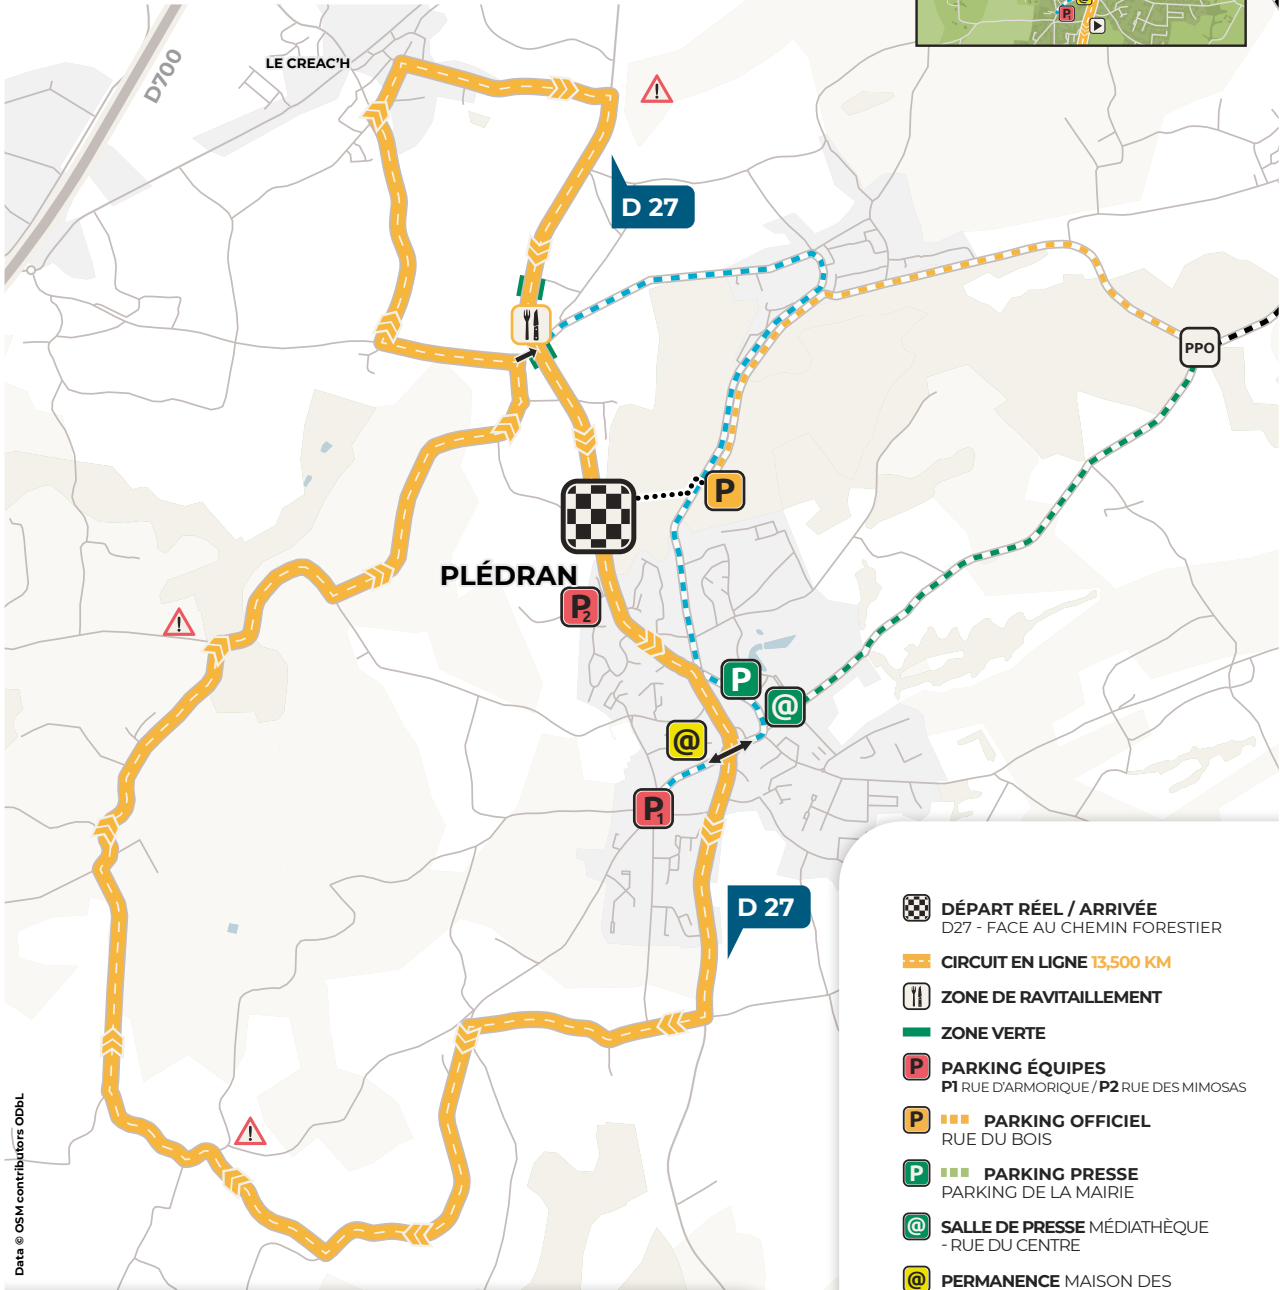 P
@
D700
LE CREAC'H
!
D 27
PPO
P
PLÉDRAN
P2
!
P
@
@
P1
D 27
!
DÉPART RÉEL / ARRIVÉE
D27 - FACE AU CHEMIN FORESTIER
CIRCUIT EN LIGNE 13,500 KM
ZONE DE RAVITAILLEMENT
ZONE VERTE
P PARKING ÉQUIPES
P1 RUE D'ARMORIQUE / P2 RUE DES MIMOSAS
P PARKING OFFICIEL
RUE DU BOIS
P PARKING PRESSE
PARKING DE LA MAIRIE
@ SALLE DE PRESSE MÉDIATHÈQUE
- RUE DU CENTRE
@ PERMANENCE MAISON DES
Data © OSM contributors ODbL